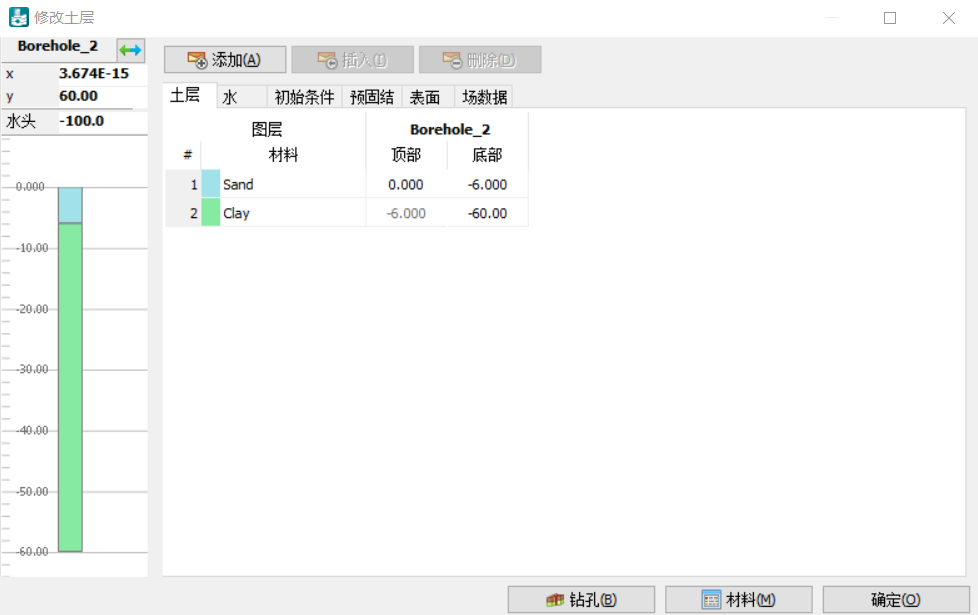 修改土层
Borehole_2
x 3.674E-15
y 60.00
水头 -100.0
0.000
-10.00
-20.00
-30.00
-40.00
-50.00
-60.00
添加(A) 插入(I) 删除(D)
土层 水 初始条件 预固结 表面 场数据
图层 Borehole_2
# 材料 顶部 底部
1 Sand 0.000 -6.000
2 Clay -6.000 -60.00
钻孔(B) 材料(M) 确定(O)